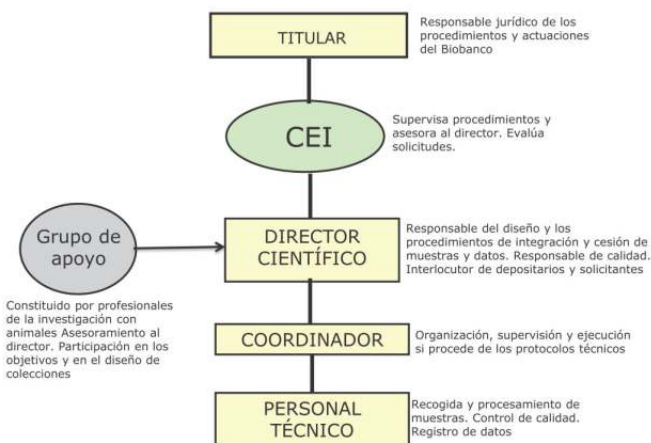 TITULAR
Responsable jurídico de los
procedimientos y actuaciones
del Biobanco
CEI
Supervisa procedimientos y
asesora al director. Evalúa
solicitudes.
Grupo de
apoyo
Constituido por profesionales
de la investigación con
animales Asesoramiento al
director. Participación en los
objetivos y en el diseño de
colecciones
DIRECTOR
CIENTÍFICO
Responsable del diseño y los
procedimientos de integración y cesión de
muestras y datos. Responsable de calidad.
Interlocutor de depositarios y solicitantes
COORDINADOR
Organización, supervisión y ejecución
si procede de los protocolos técnicos
PERSONAL
TÉCNICO
Recogida y procesamiento de
muestras. Control de calidad.
Registro de datos